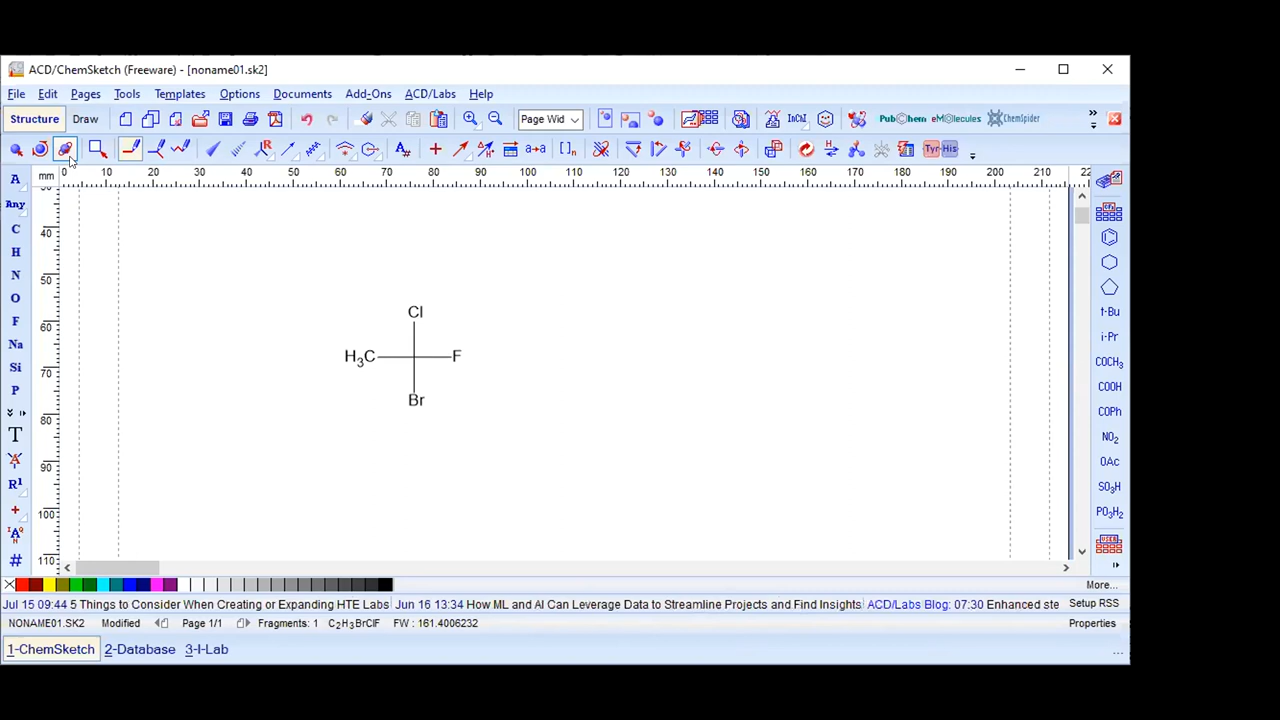 ACD/ChemSketch (Freeware) - [noname01.sk2]
File Edit Pages Tools Templates Options Documents Add-Ons ACD/Labs Help
Structure Draw Page Wid InChI PubChem eMolecules ChemSpider
Tyr His
mm 0 10 20 30 40 50 60 70 80 90 100 110 120 130 140 150 160 170 180 190 200 210 22
A
Any
C
H
N
O
F
Na
Si
P
T
A
R1
+
#
40
50
60
70
80
90
100
110
Cl
H3C F
Br
t-Bu
i-Pr
COCH3
COOH
COPh
NO2
OAc
SO3H
PO3H2
More...
Jul 15 09:44 5 Things to Consider When Creating or Expanding HTE Labs Jun 16 13:34 How ML and AI Can Leverage Data to Streamline Projects and Find Insights ACD/Labs Blog: 07:30 Enhanced ste Setup RSS
NONAME01.SK2 Modified Page 1/1 Fragments: 1 C2H3BrClF FW : 161.4006232 Properties
1-ChemSketch 2-Database 3-I-Lab ...